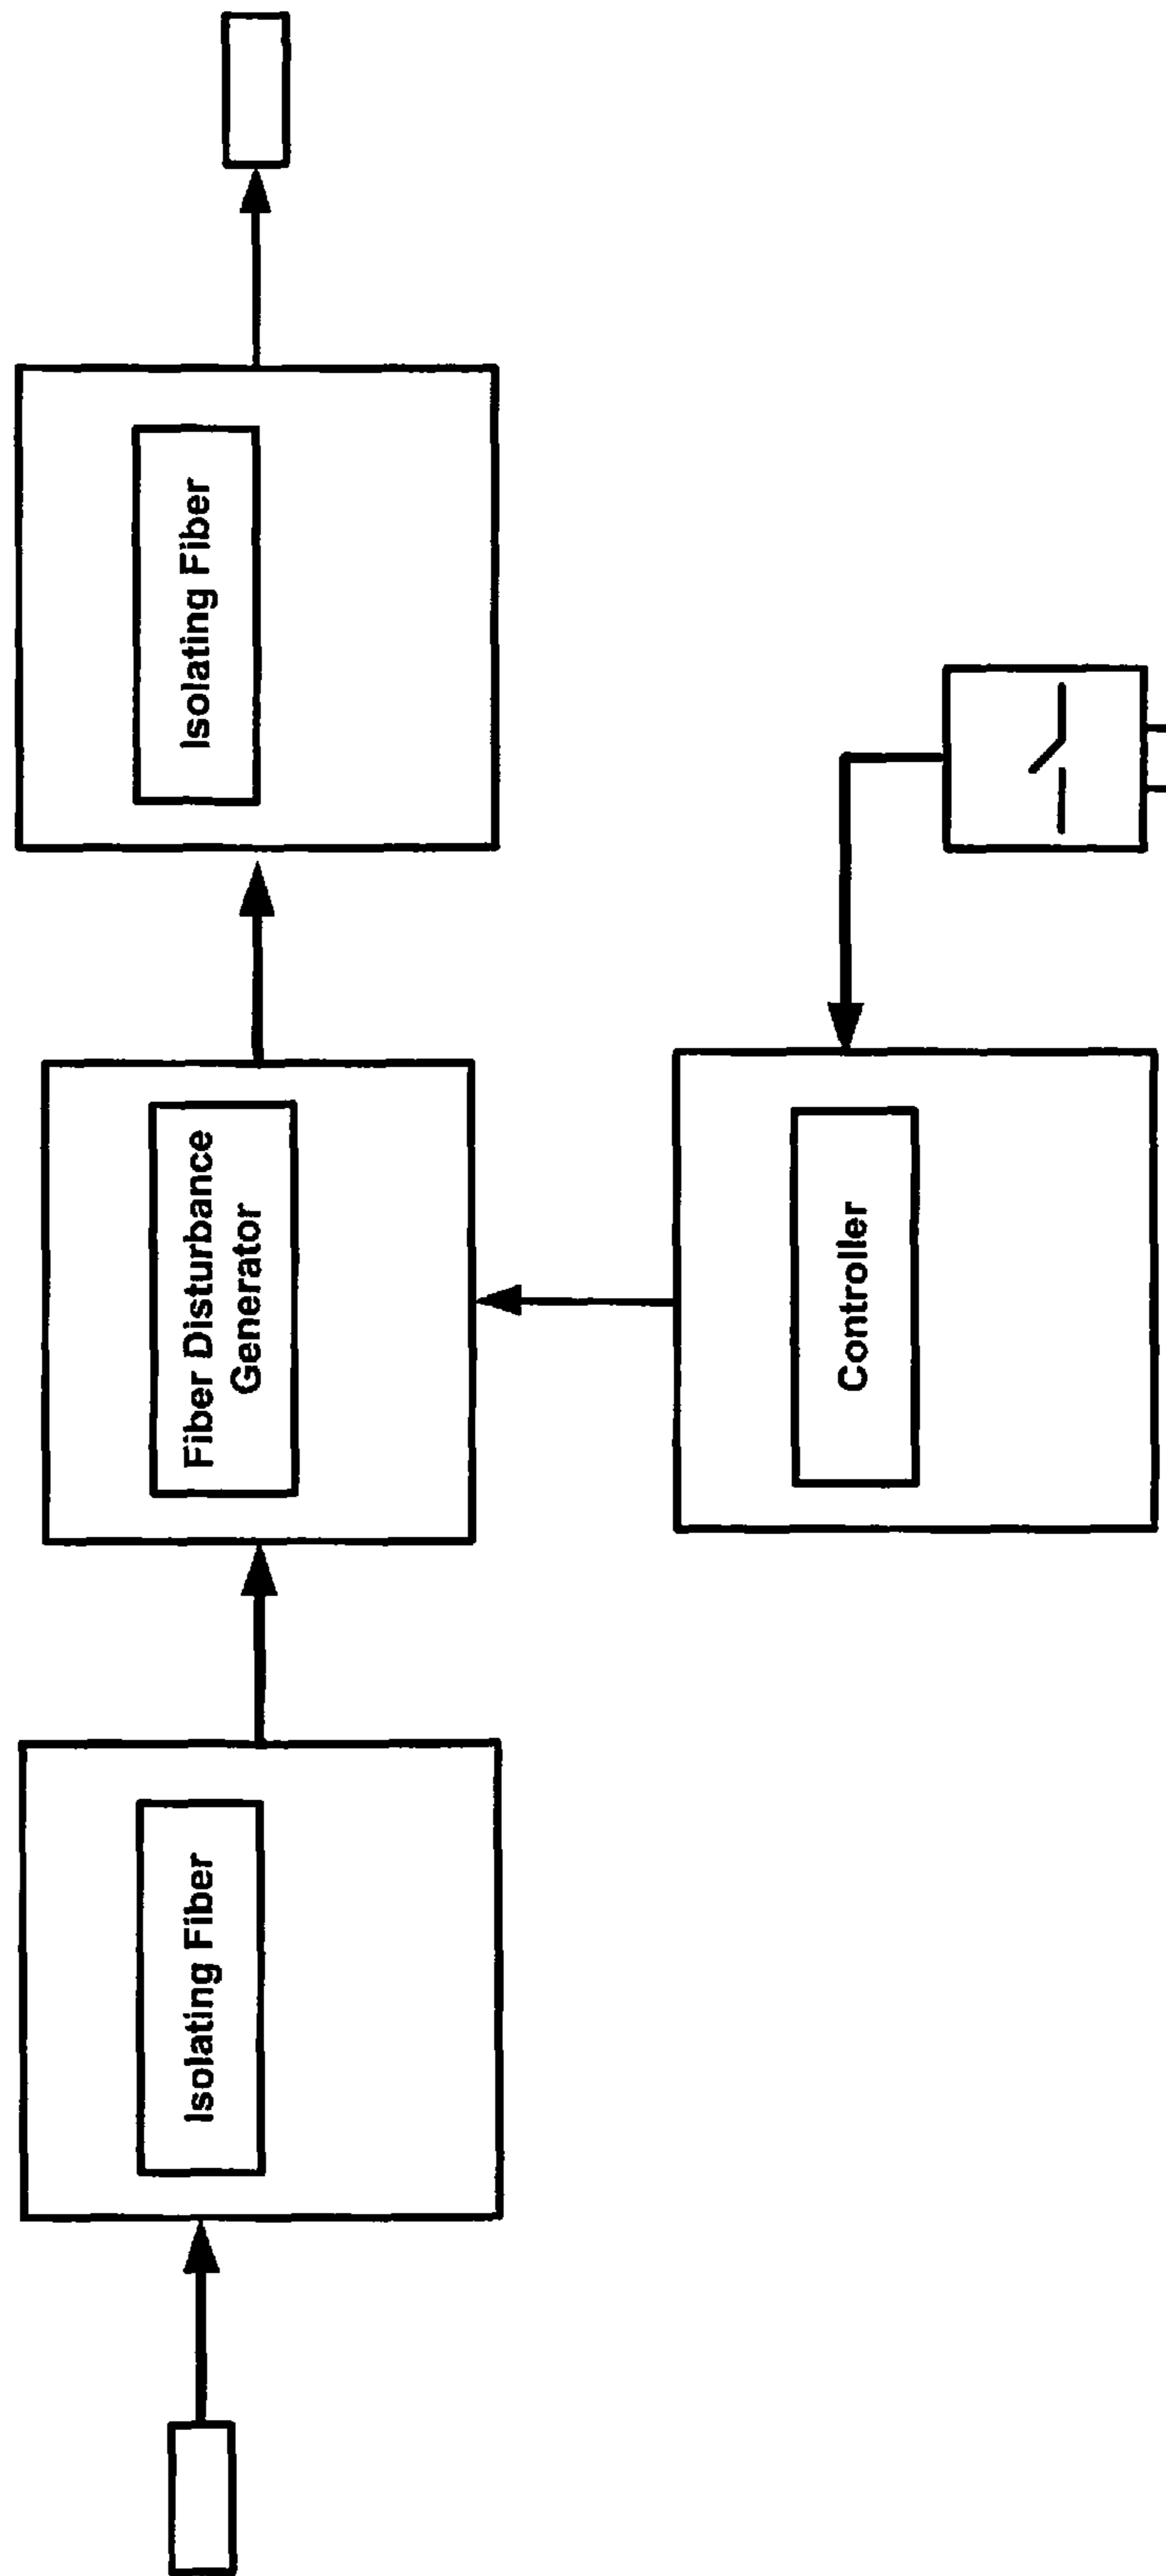 Isolating Fiber
Fiber Disturbance
Generator
Isolating Fiber
Controller